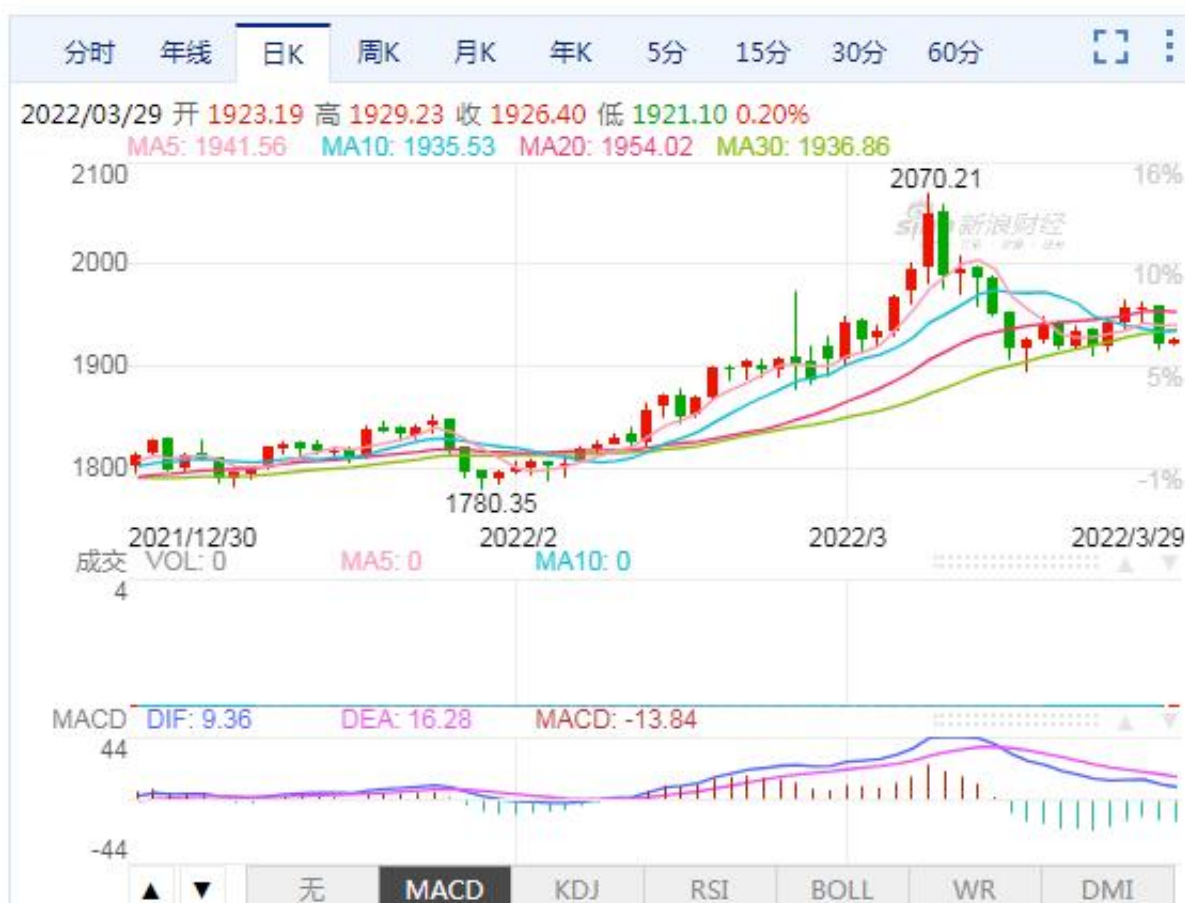 分时 年线 日K 周K 月K 年K 5分 15分 30分 60分
2022/03/29 开 1923.19 高 1929.23 收 1926.40 低 1921.10 0.20%
MA5: 1941.56 MA10: 1935.53 MA20: 1954.02 MA30: 1936.86
2100 2070.21 16%
新浪财经
2000 10%
1900 5%
1800 -1%
1780.35
2021/12/30 2022/2 2022/3 2022/3/29
成交 VOL: 0 MA5: 0 MA10: 0
4
MACD DIF: 9.36 DEA: 16.28 MACD: -13.84
44
-44
无 MACD KDJ RSI BOLL WR DMI